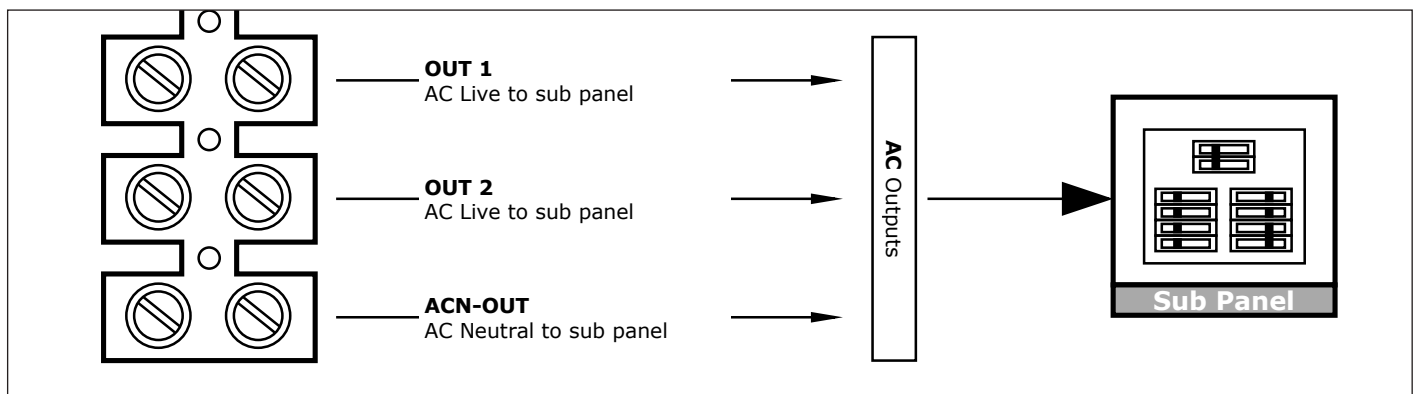 OUT 1
AC Live to sub panel
OUT 2
AC Live to sub panel
ACN-OUT
AC Neutral to sub panel
AC Outputs
Sub Panel